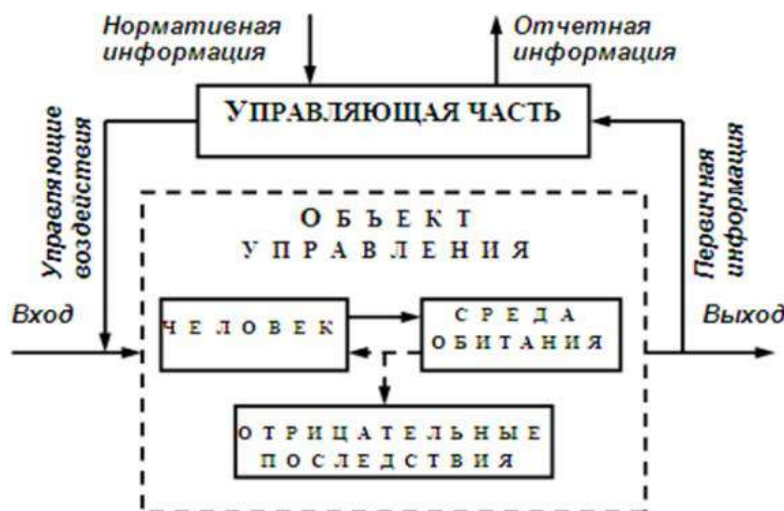 Нормативная
информация
Отчетная
информация
УПРАВЛЯЮЩАЯ ЧАСТЬ
Управляющие
воздействия
Первичная
информация
ОБЪЕКТ
УПРАВЛЕНИЯ
Вход
ЧЕЛОВЕК
СРЕДА
ОБИТАНИЯ
Выход
ОТРИЦАТЕЛЬНЫЕ
ПОСЛЕДСТВИЯ